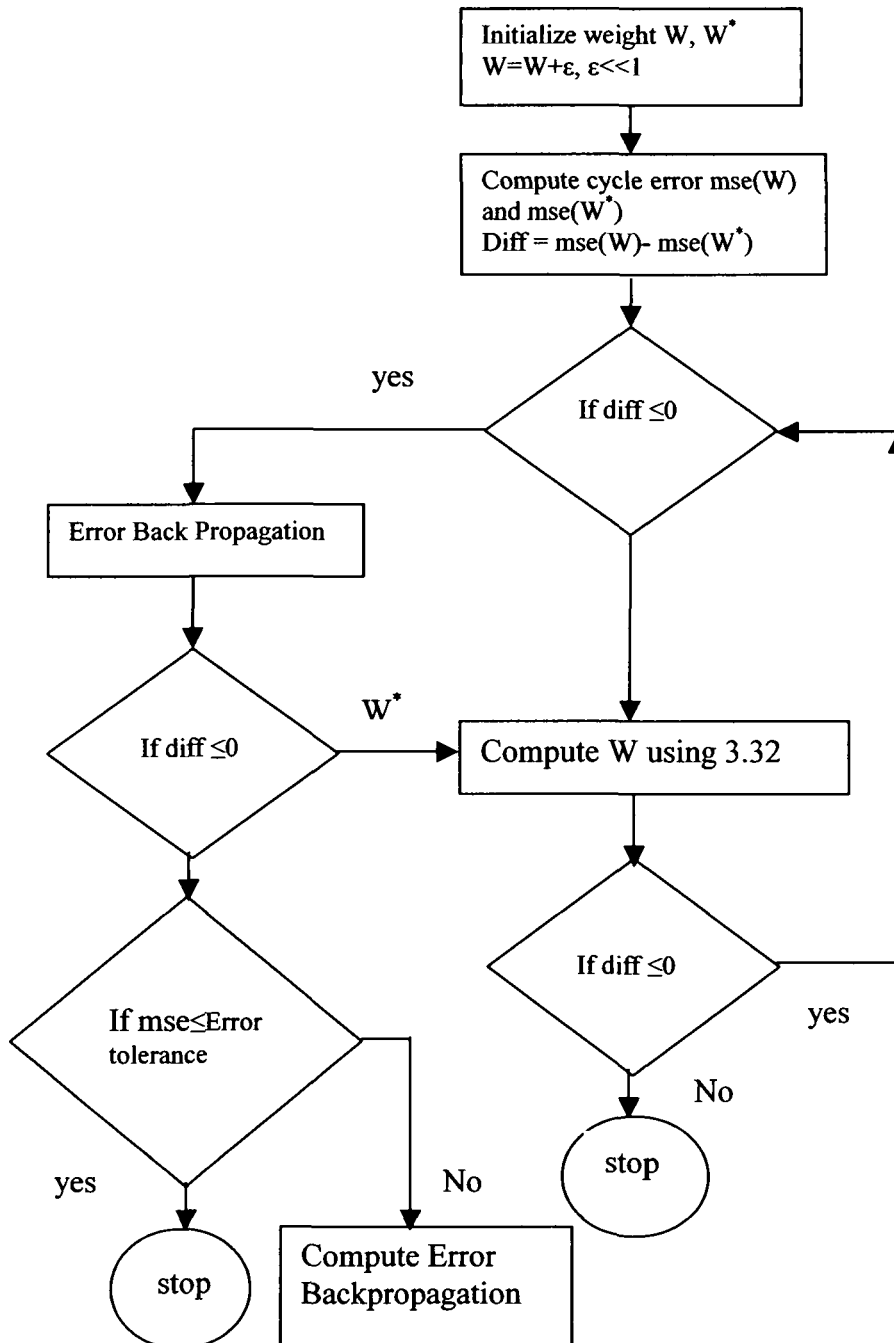 Initialize weight W, W*
W=W+ε, ε<<1
Compute cycle error mse(W)
and mse(W*)
Diff = mse(W)- mse(W*)
yes
If diff ≤0
Error Back Propagation
W*
If diff ≤0
Compute W using 3.32
If diff ≤0
yes
If mse≤Error
tolerance
No
stop
yes
No
stop
Compute Error
Backpropagation